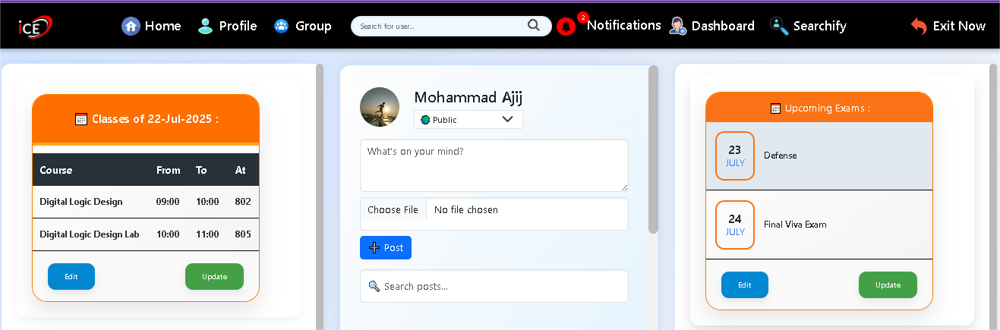 iCE Home Profile Group Search for user... 2 Notifications Dashboard Searchify Exit Now
Classes of 22-Jul-2025 :
Course From To At
Digital Logic Design 09:00 10:00 802
Digital Logic Design Lab 10:00 11:00 805
Edit Update
Mohammad Ajij
Public
What's on your mind?
Choose File No file chosen
Post
Search posts...
Upcoming Exams :
23
JULY
Defense
24
JULY
Final Viva Exam
Edit Update